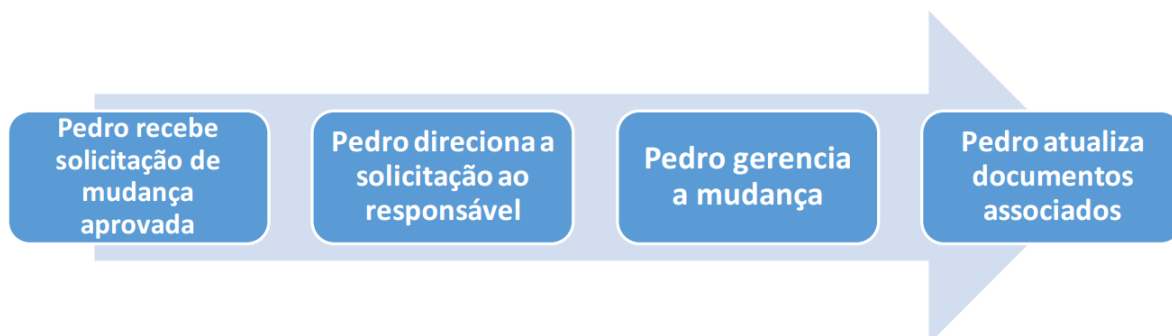 Pedro recebe
solicitação de
mudança
aprovada
Pedro direciona a
solicitação ao
responsável
Pedro gerencia
a mudança
Pedro atualiza
documentos
associados